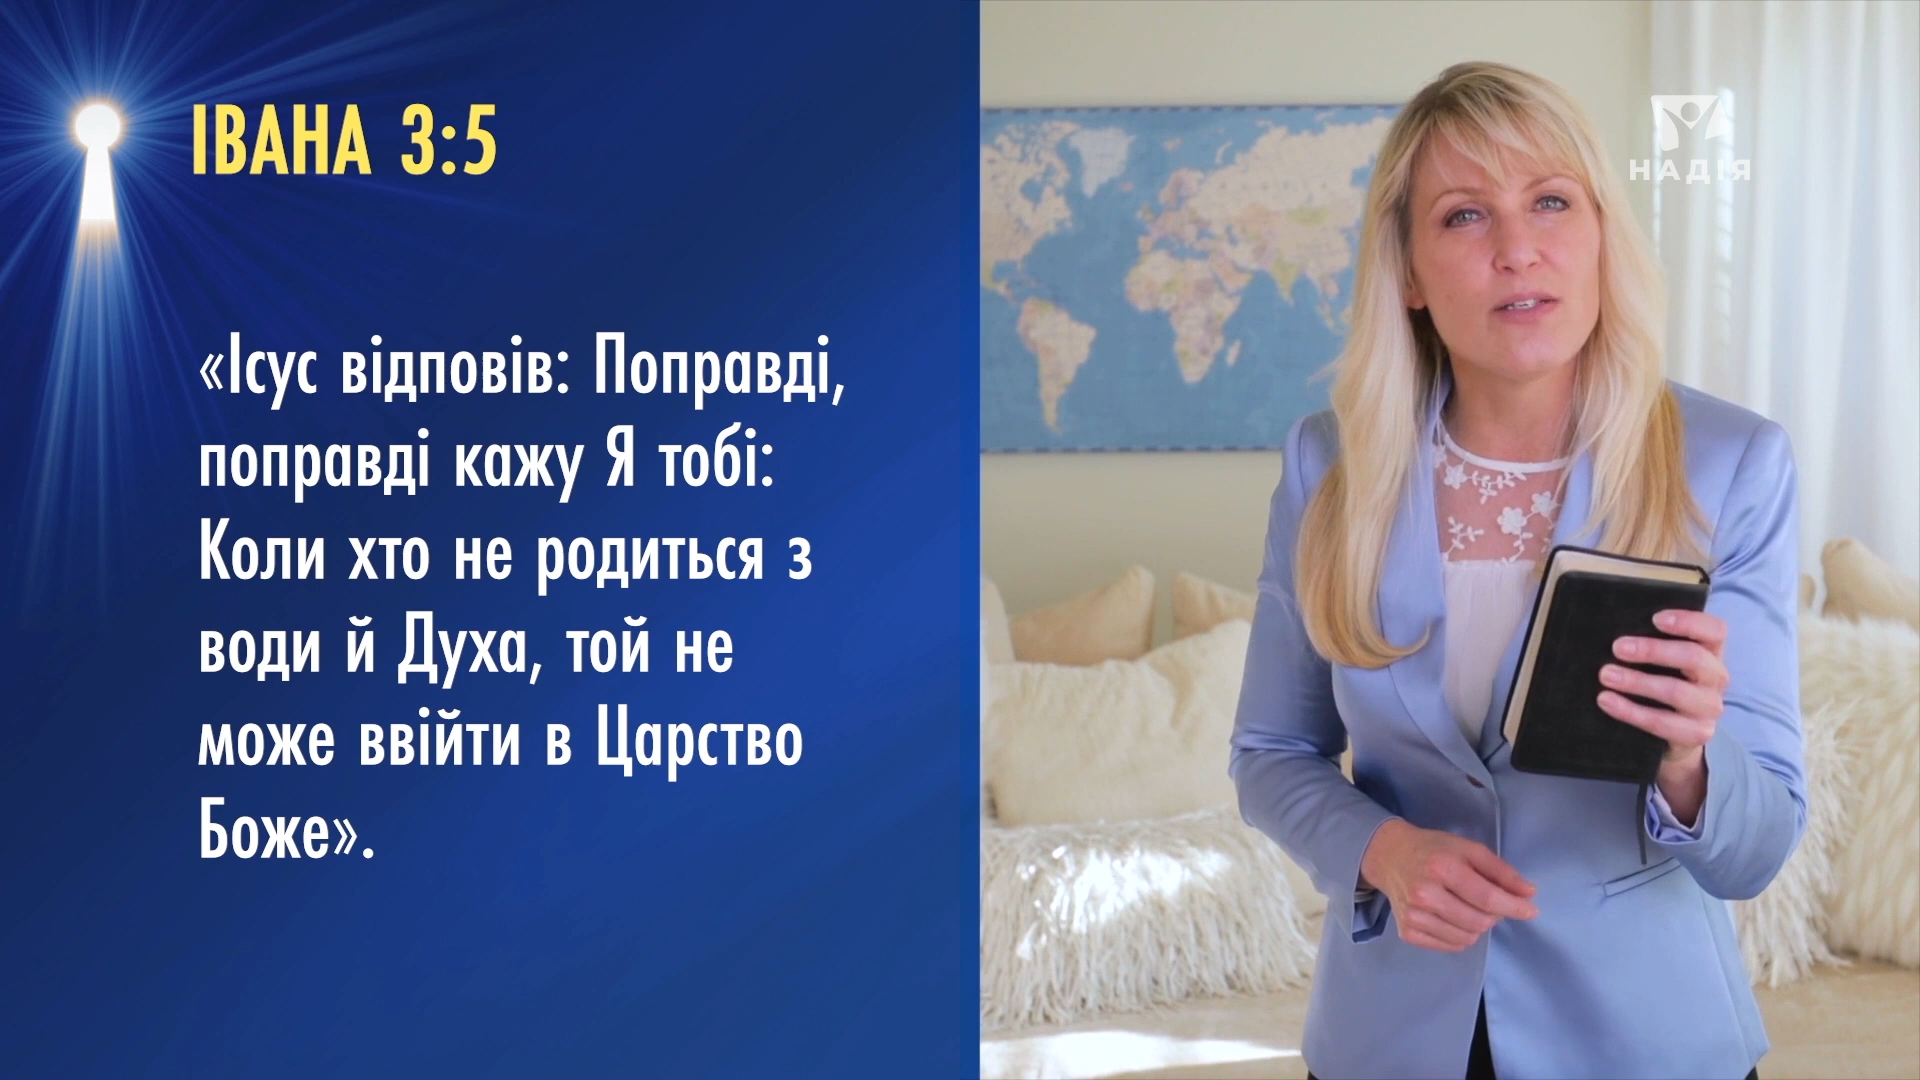 ІВАНА 3:5
«Ісус відповів: Поправді,
поправді кажу Я тобі:
Коли хто не родиться з
води й Духа, той не
може ввійти в Царство
Боже».
НАДІЯ